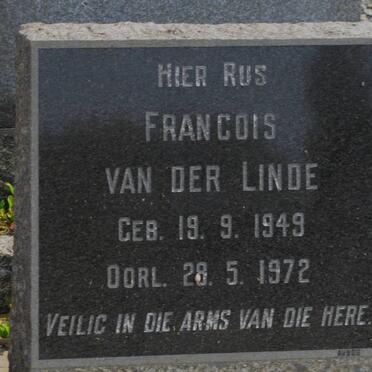 HIER RUS
FRANCOIS
VAN DER LINDE
GEB. 19. 9. 1949
OORL. 28. 5. 1972
VEILIG IN DIE ARMS VAN DIE HERE.